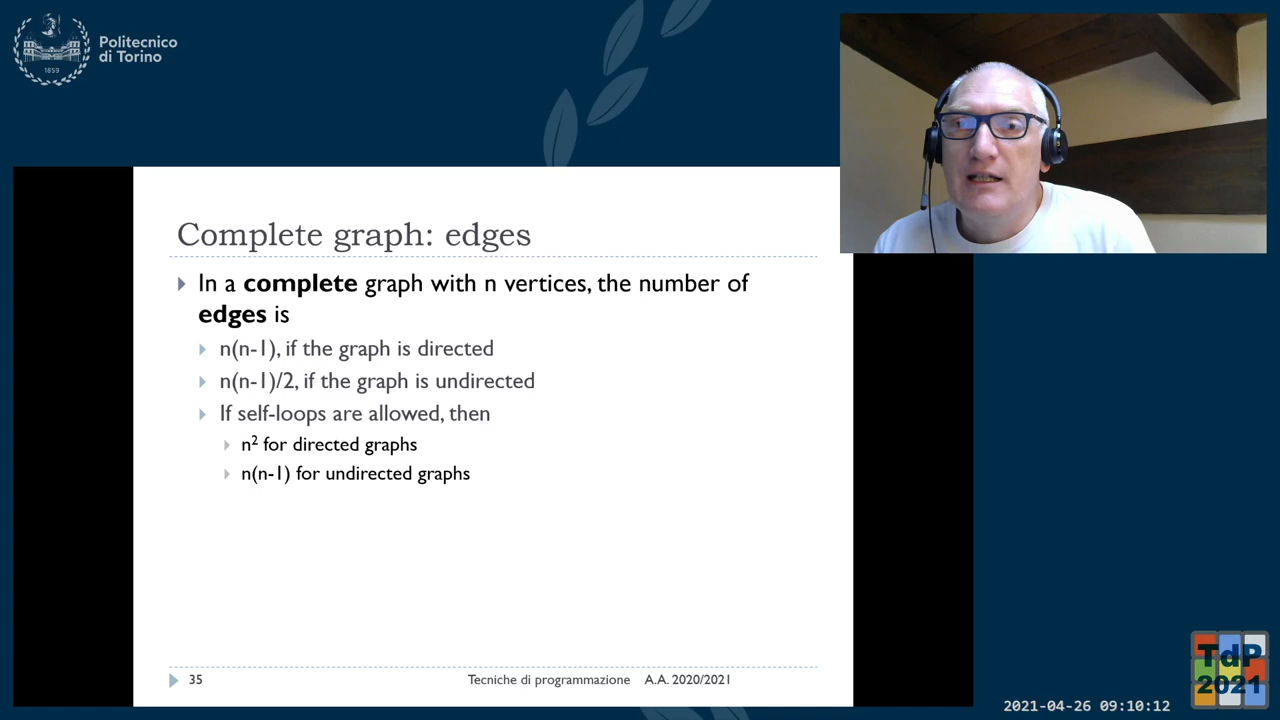 Politecnico
di Torino
1859
Complete graph: edges
In a complete graph with n vertices, the number of
edges is
n(n-1), if the graph is directed
n(n-1)/2, if the graph is undirected
If self-loops are allowed, then
n² for directed graphs
n(n-1) for undirected graphs
35
Tecniche di programmazione A.A. 2020/2021
TdP
2021
2021-04-26 09:10:12